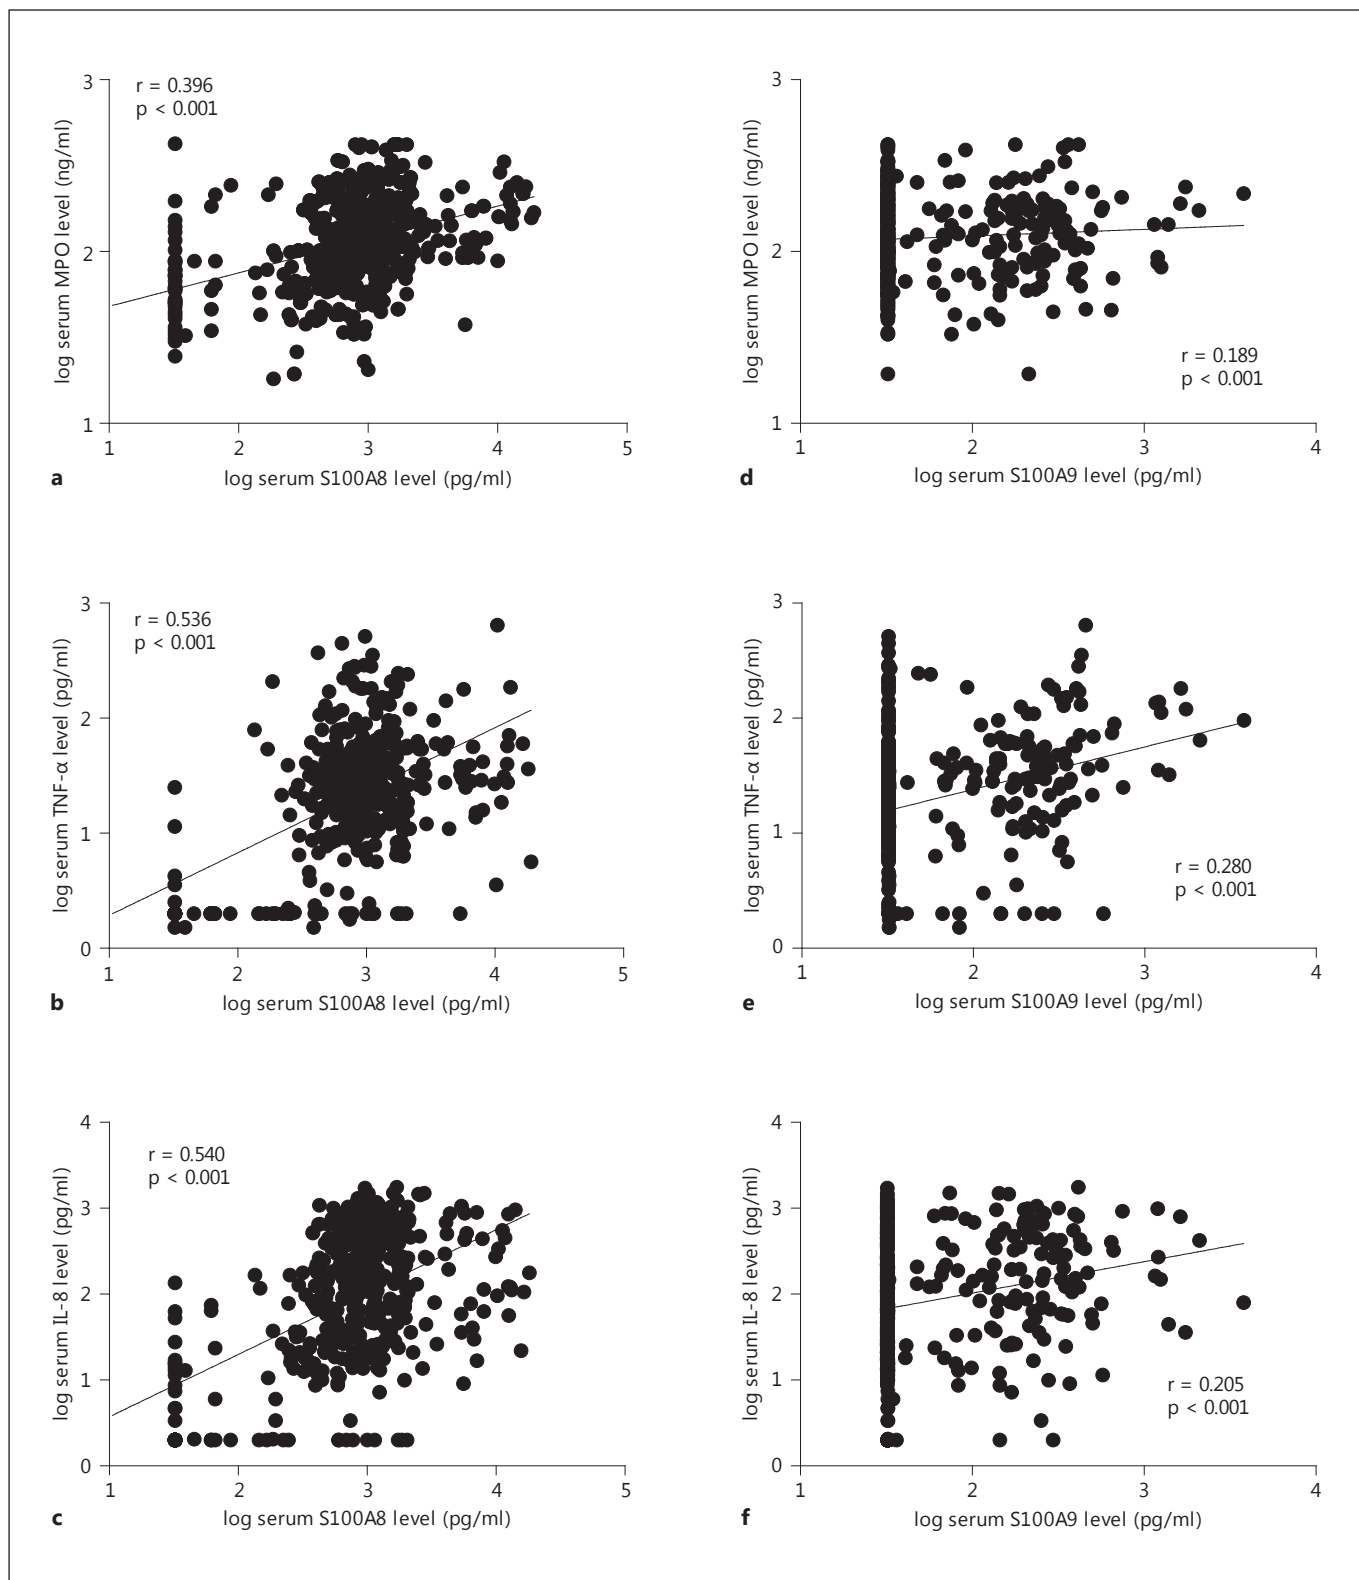 3
r = 0.396
p < 0.001
log serum MPO level (ng/ml)
2
1
1 2 3 4 5
log serum S100A8 level (pg/ml)
a
3
log serum MPO level (ng/ml)
2
r = 0.189
p < 0.001
1
1 2 3 4
log serum S100A9 level (pg/ml)
d
3
r = 0.536
p < 0.001
log serum TNF-α level (pg/ml)
2
1
0
1 2 3 4 5
log serum S100A8 level (pg/ml)
b
3
log serum TNF-α level (pg/ml)
2
1
r = 0.280
p < 0.001
0
1 2 3 4
log serum S100A9 level (pg/ml)
e
4
r = 0.540
p < 0.001
log serum IL-8 level (pg/ml)
3
2
1
0
1 2 3 4 5
log serum S100A8 level (pg/ml)
c
4
log serum IL-8 level (pg/ml)
3
2
1
r = 0.205
p < 0.001
0
1 2 3 4
log serum S100A9 level (pg/ml)
f